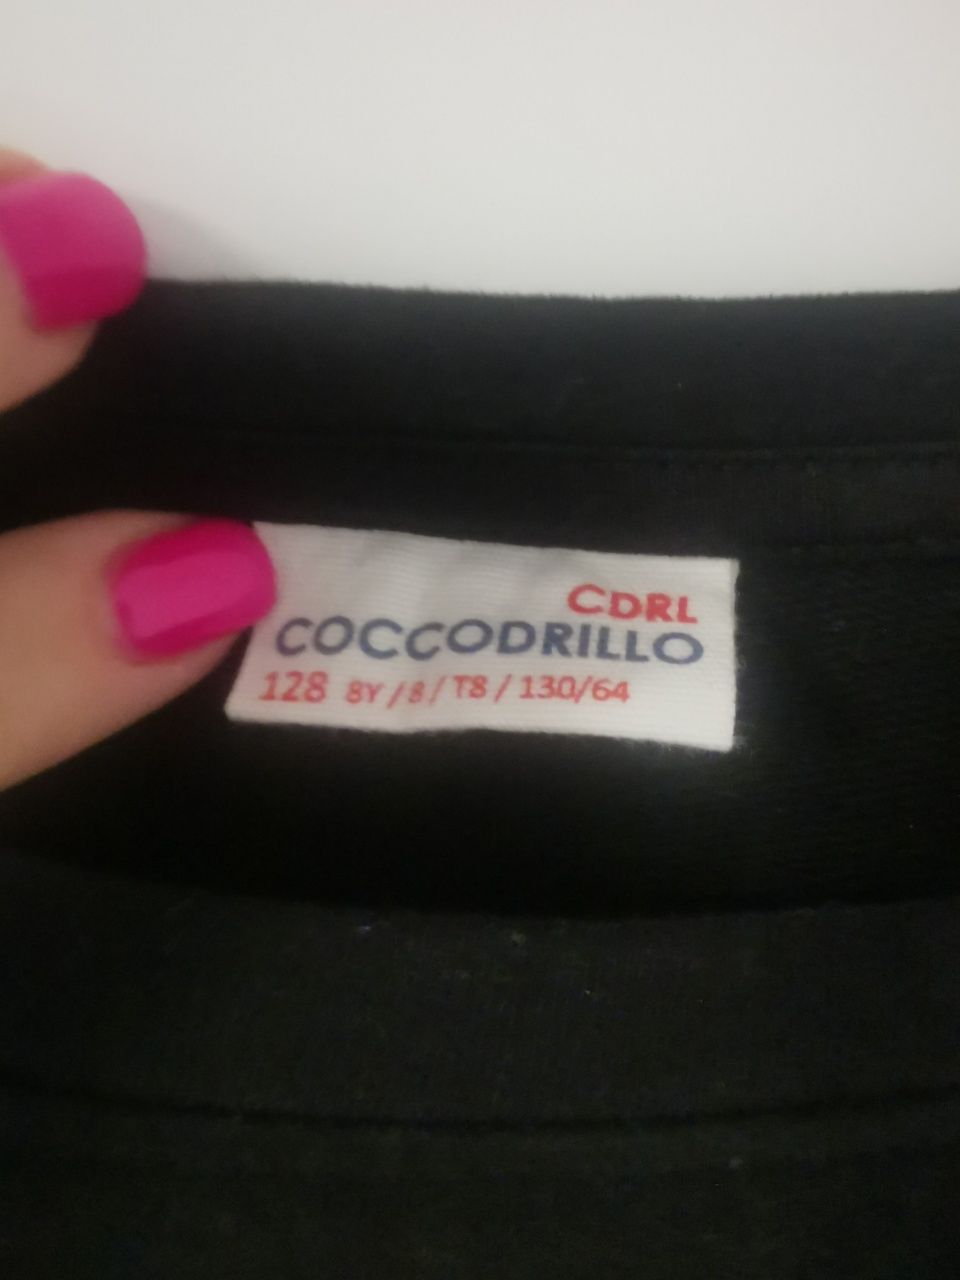 CDRL
COCCODRILLO
128 8Y / 8 / T8 / 130/64